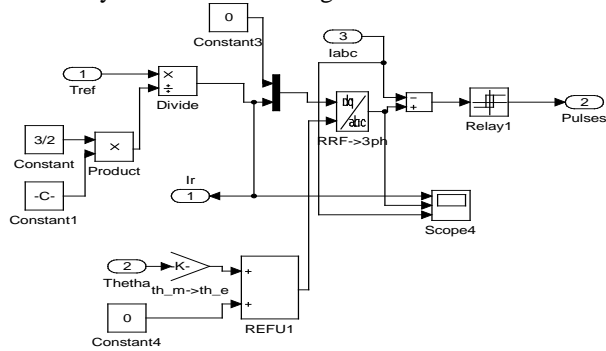 0
Constant3
3
Iabc
1
Tref
×
÷
Divide
dq
abc
RRF->3ph
−
+
Relay1
2
Pulses
3/2
Constant
×
Product
-C-
Constant1
Ir
1
Scope4
2
Thetha
-K-
th_m->th_e
+
+
REFU1
0
Constant4